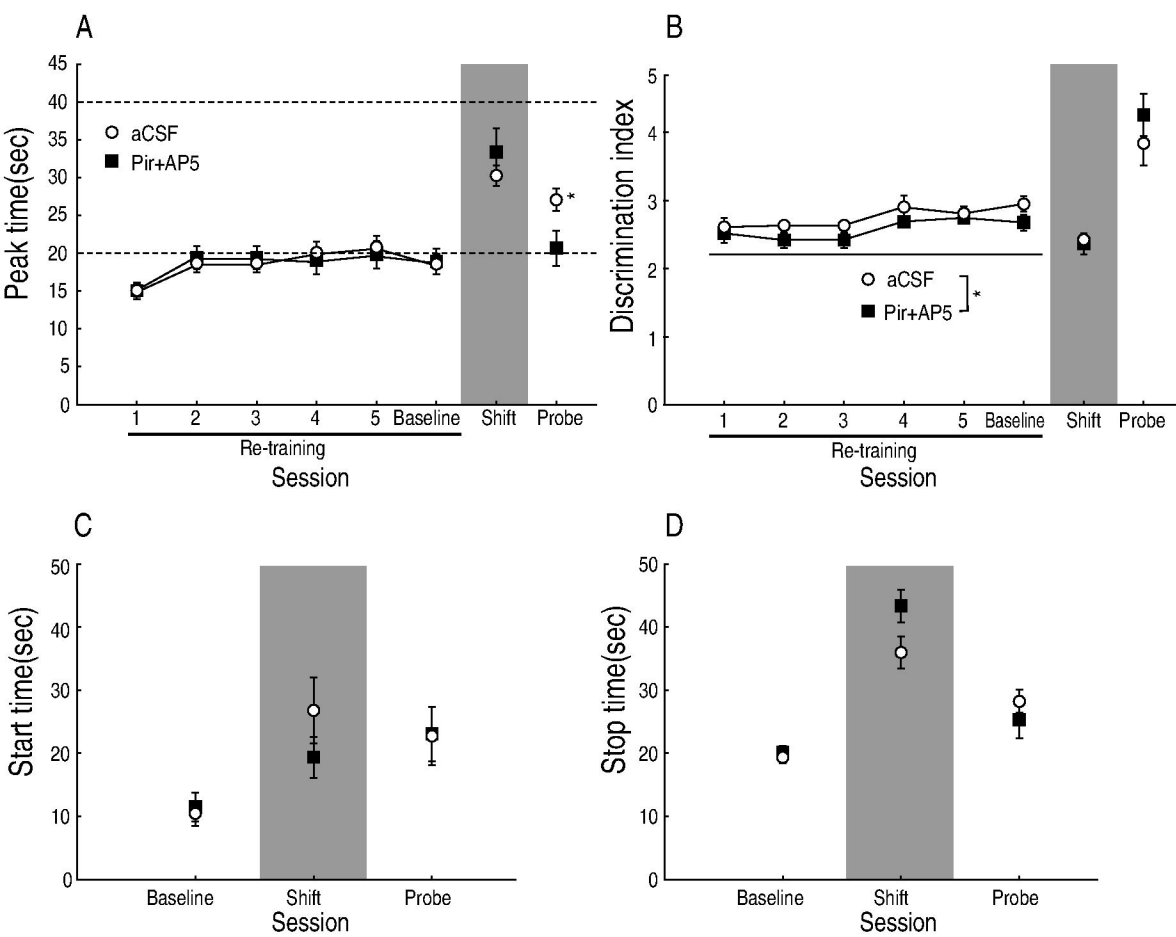 A
Peak time(sec)
45
40
35
30
25
20
15
10
5
0
aCSF
Pir+AP5
*
1 2 3 4 5 Baseline Shift Probe
Re-training
Session
B
Discrimination index
5
4
3
2
1
0
aCSF
Pir+AP5
*
1 2 3 4 5 Baseline Shift Probe
Re-training
Session
C
Start time(sec)
50
40
30
20
10
0
Baseline Shift Probe
Session
D
Stop time(sec)
50
40
30
20
10
0
Baseline Shift Probe
Session